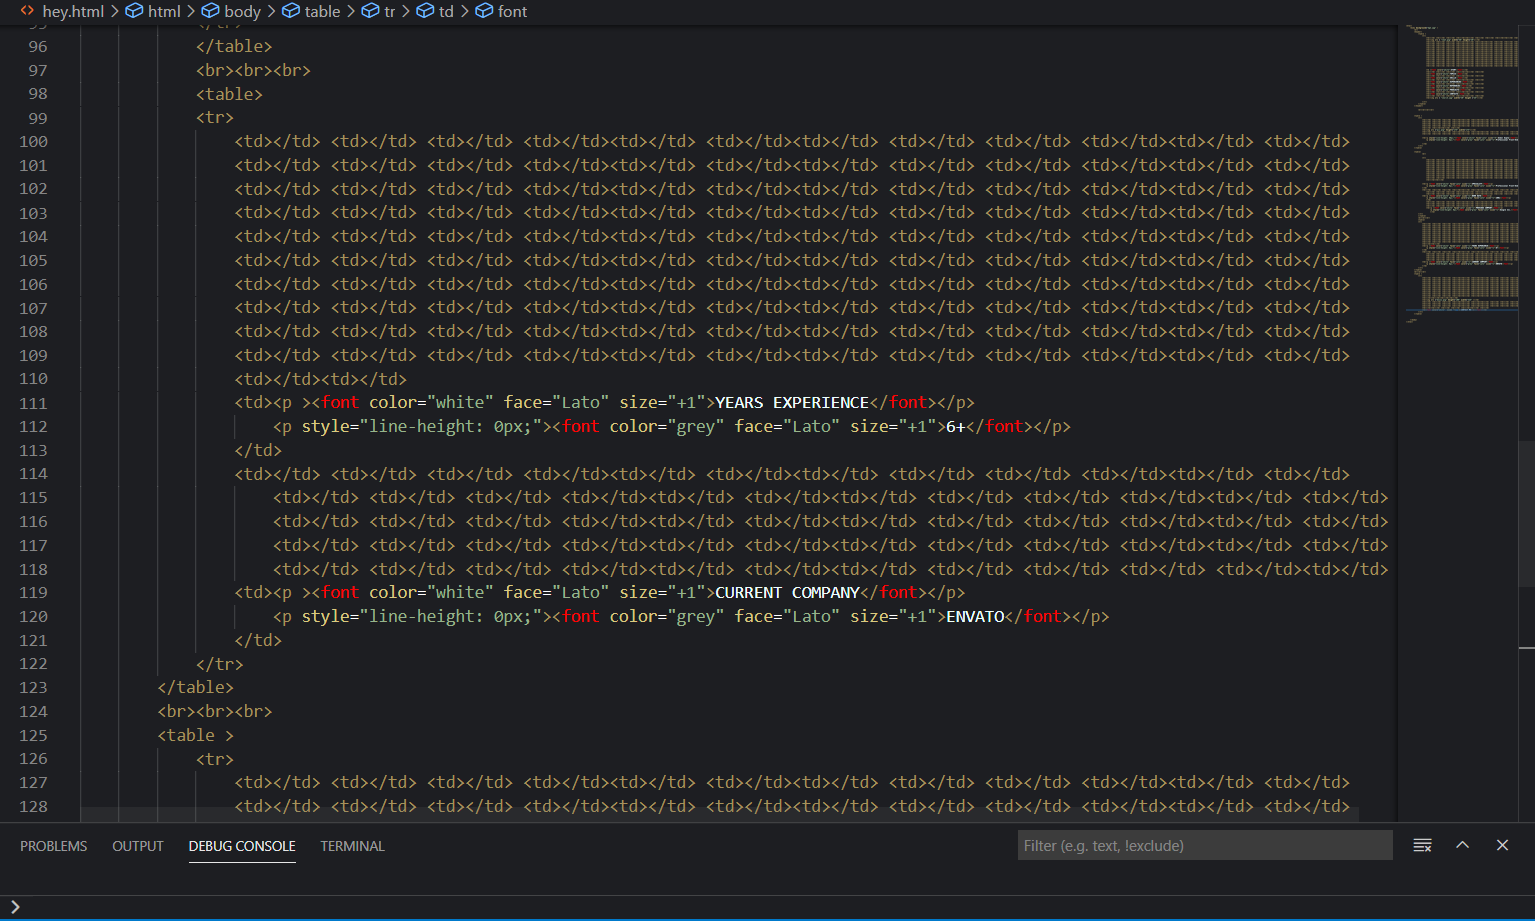 hey.html > html > body > table > tr > td > font
96 </table>
97 <br><br><br>
98 <table>
99 <tr>
100 <td></td> <td></td> <td></td> <td></td><td></td> <td></td><td></td> <td></td> <td></td> <td></td><td></td> <td></td>
101 <td></td> <td></td> <td></td> <td></td><td></td> <td></td><td></td> <td></td> <td></td> <td></td><td></td> <td></td>
102 <td></td> <td></td> <td></td> <td></td><td></td> <td></td><td></td> <td></td> <td></td> <td></td><td></td> <td></td>
103 <td></td> <td></td> <td></td> <td></td><td></td> <td></td><td></td> <td></td> <td></td> <td></td><td></td> <td></td>
104 <td></td> <td></td> <td></td> <td></td><td></td> <td></td><td></td> <td></td> <td></td> <td></td><td></td> <td></td>
105 <td></td> <td></td> <td></td> <td></td><td></td> <td></td><td></td> <td></td> <td></td> <td></td><td></td> <td></td>
106 <td></td> <td></td> <td></td> <td></td><td></td> <td></td><td></td> <td></td> <td></td> <td></td><td></td> <td></td>
107 <td></td> <td></td> <td></td> <td></td><td></td> <td></td><td></td> <td></td> <td></td> <td></td><td></td> <td></td>
108 <td></td> <td></td> <td></td> <td></td><td></td> <td></td><td></td> <td></td> <td></td> <td></td><td></td> <td></td>
109 <td></td> <td></td> <td></td> <td></td><td></td> <td></td><td></td> <td></td> <td></td> <td></td><td></td> <td></td>
110 <td></td><td></td>
111 <td><p ><font color="white" face="Lato" size="+1">YEARS EXPERIENCE</font></p>
112 <p style="line-height: 0px;"><font color="grey" face="Lato" size="+1">6+</font></p>
113 </td>
114 <td></td> <td></td> <td></td> <td></td><td></td> <td></td><td></td> <td></td> <td></td> <td></td><td></td> <td></td>
115 <td></td> <td></td> <td></td> <td></td><td></td> <td></td><td></td> <td></td> <td></td> <td></td><td></td> <td></td>
116 <td></td> <td></td> <td></td> <td></td><td></td> <td></td><td></td> <td></td> <td></td> <td></td><td></td> <td></td>
117 <td></td> <td></td> <td></td> <td></td><td></td> <td></td><td></td> <td></td> <td></td> <td></td><td></td> <td></td>
118 <td></td> <td></td> <td></td> <td></td><td></td> <td></td><td></td> <td></td> <td></td> <td></td> <td></td><td></td>
119 <td><p ><font color="white" face="Lato" size="+1">CURRENT COMPANY</font></p>
120 <p style="line-height: 0px;"><font color="grey" face="Lato" size="+1">ENVATO</font></p>
121 </td>
122 </tr>
123 </table>
124 <br><br><br>
125 <table >
126 <tr>
127 <td></td> <td></td> <td></td> <td></td><td></td> <td></td><td></td> <td></td> <td></td> <td></td><td></td> <td></td>
128 <td></td> <td></td> <td></td> <td></td><td></td> <td></td><td></td> <td></td> <td></td> <td></td><td></td> <td></td>
PROBLEMS OUTPUT DEBUG CONSOLE TERMINAL Filter (e.g. text, !exclude)